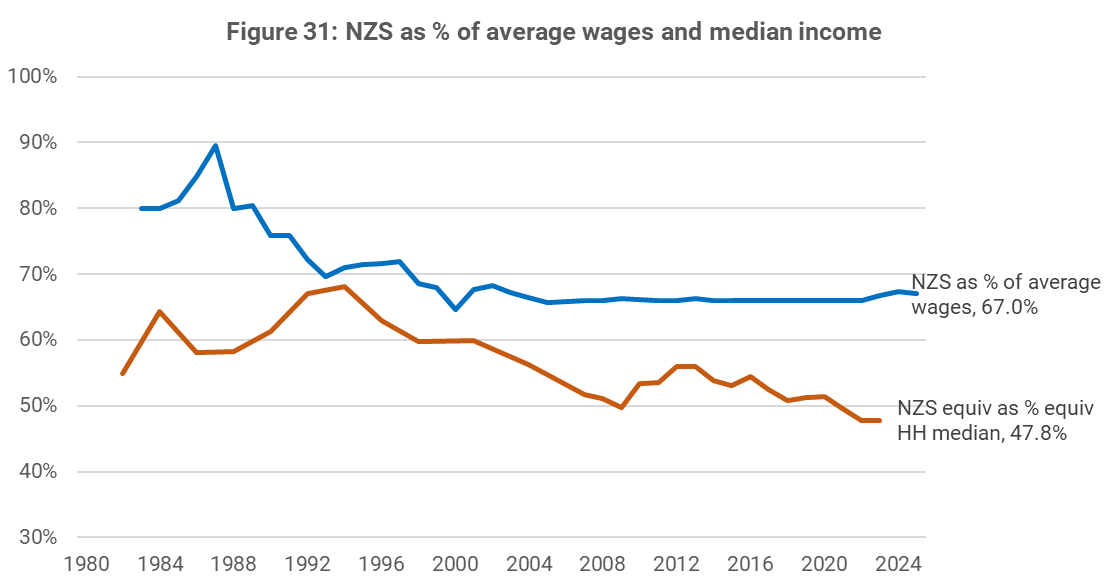 Figure 31: NZS as % of average wages and median income
100%
90%
80%
70%
60%
50%
40%
30%
NZS as % of average
wages, 67.0%
NZS equiv as % equiv
HH median, 47.8%
1980 1984 1988 1992 1996 2000 2004 2008 2012 2016 2020 2024